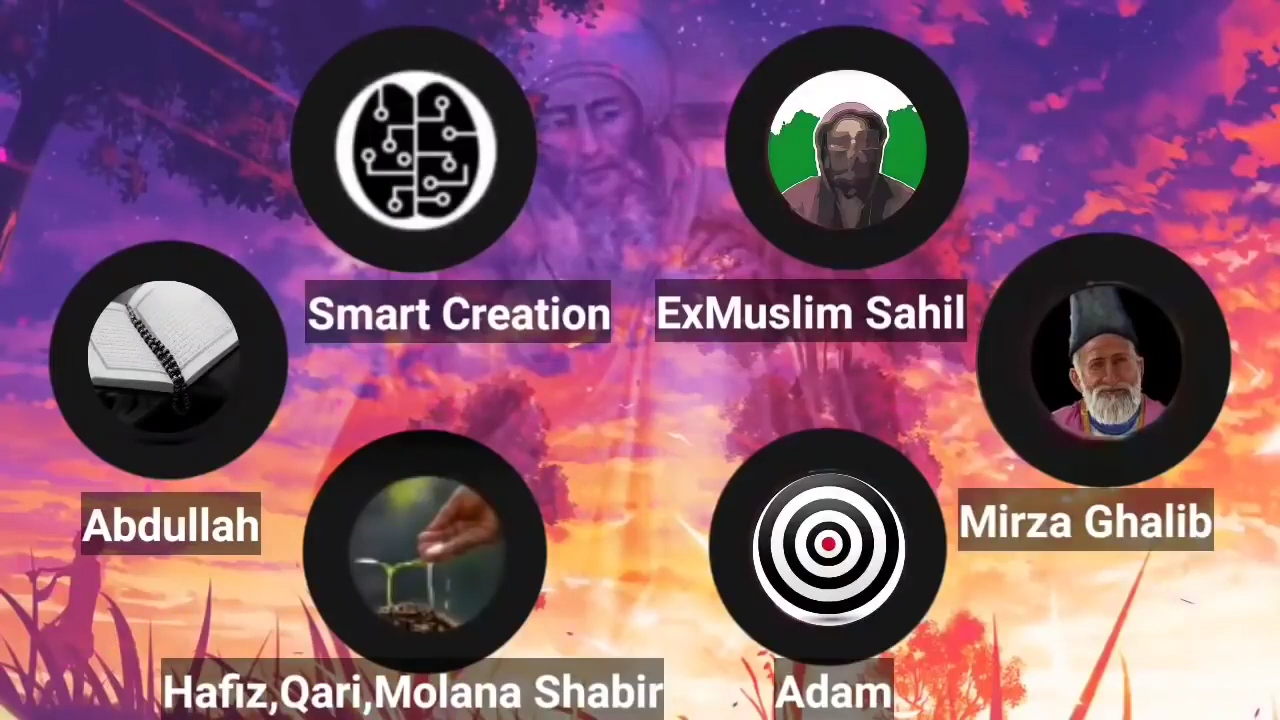 Smart Creation
ExMuslim Sahil
Abdullah
Mirza Ghalib
Hafiz,Qari,Molana Shabir
Adam